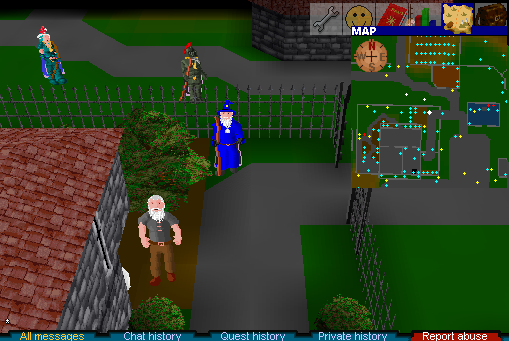 MAP
N
W E
S
*
All messages
Chat history
Quest history
Private history
Report abuse